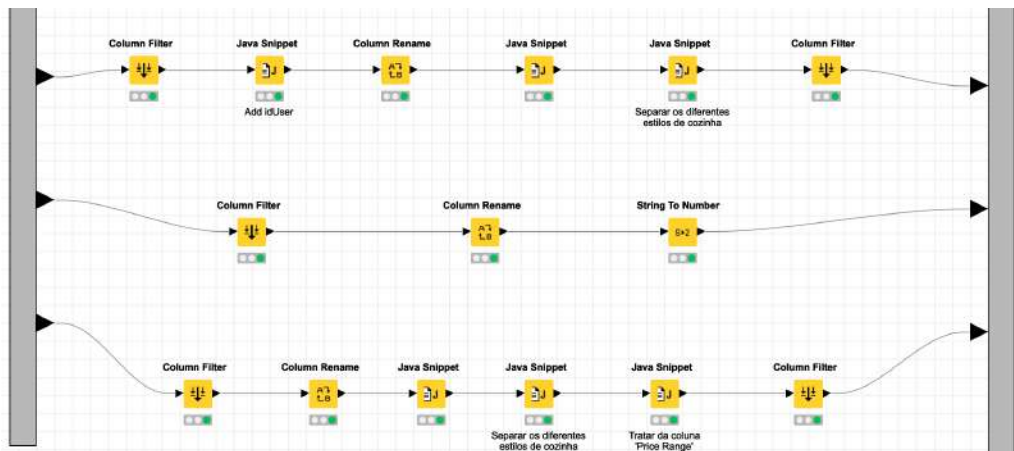 Column Filter Java Snippet Column Rename Java Snippet Java Snippet Column Filter
Add idUser
Separar os diferentes
estilos de cozinha
Column Filter Column Rename String To Number
Column Filter Column Rename Java Snippet Java Snippet Java Snippet Column Filter
Separar os diferentes Tratar da coluna
estilos de cozinha "Price Range"